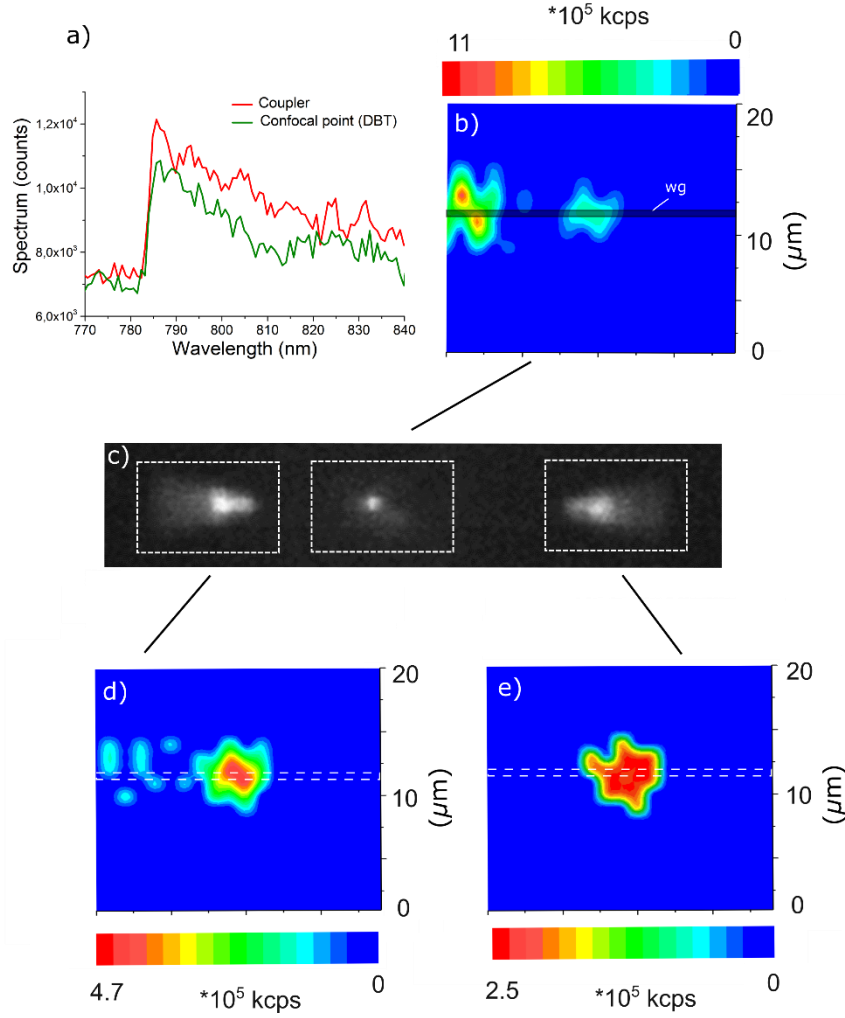 a)
Spectrum (counts)
1,2x10⁴
1,0x10⁴
8,0x10³
6,0x10³
770 780 790 800 810 820 830 840
Wavelength (nm)
Coupler
Confocal point (DBT)
*10⁵ kcps
11 0
b)
wg
20
10
0
(µm)
c)
d)
20
10
0
(µm)
4.7 0
*10⁵ kcps
e)
20
10
0
(µm)
2.5 0
*10⁵ kcps